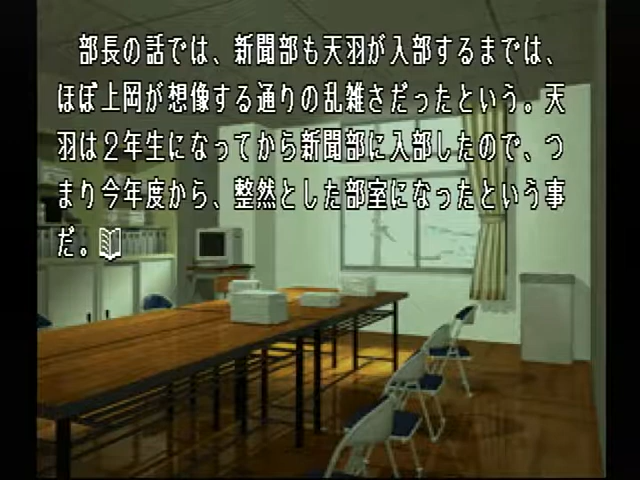 部長の話では、新聞部も天羽が入部するまでは、
ほぼ上岡が想像する通りの乱雑さだったという。天
羽は2年生になってから新聞部に入部したので、つ
まり今年度から、整然とした部室になったという事
だ。